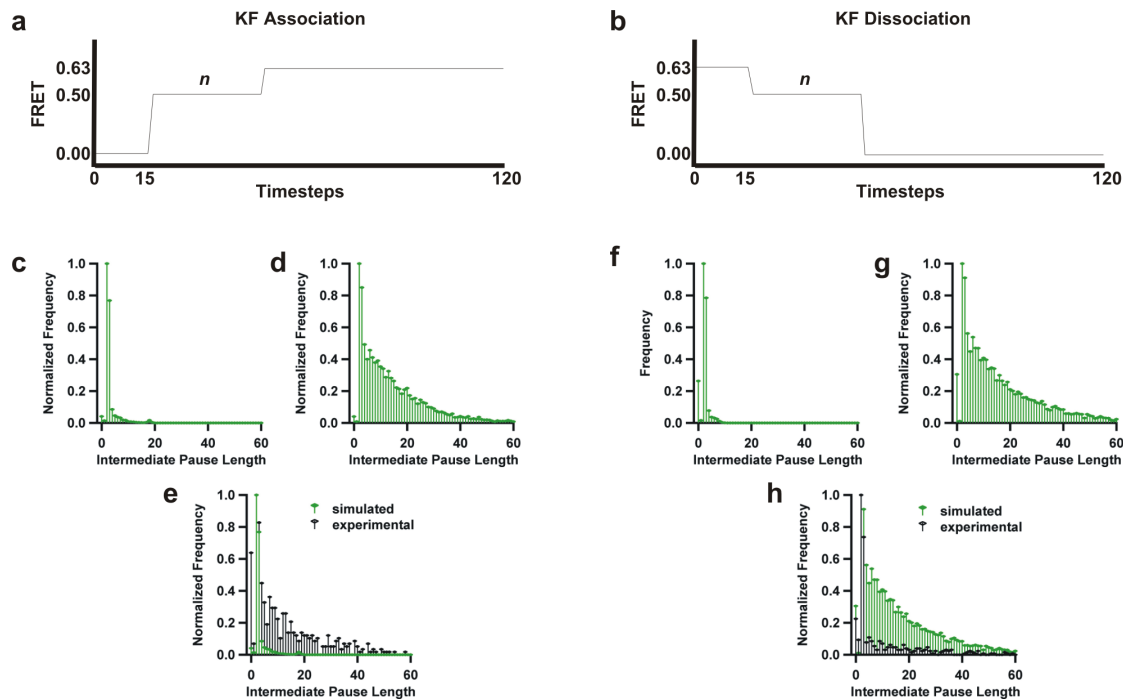 a
KF Association
0.63
0.50
0.00
FRET
n
0
15
120
Timesteps
b
KF Dissociation
0.63
0.50
0.00
FRET
n
0
15
120
Timesteps
c
Normalized Frequency
1.0
0.8
0.6
0.4
0.2
0.0
0 20 40 60
Intermediate Pause Length
d
Normalized Frequency
1.0
0.8
0.6
0.4
0.2
0.0
0 20 40 60
Intermediate Pause Length
f
Frequency
1.0
0.8
0.6
0.4
0.2
0.0
0 20 40 60
Intermediate Pause Length
g
Normalized Frequency
1.0
0.8
0.6
0.4
0.2
0.0
0 20 40 60
Intermediate Pause Length
e
Normalized Frequency
1.0
0.8
0.6
0.4
0.2
0.0
simulated
experimental
0 20 40 60
Intermediate Pause Length
h
Normalized Frequency
1.0
0.8
0.6
0.4
0.2
0.0
simulated
experimental
0 20 40 60
Intermediate Pause Length